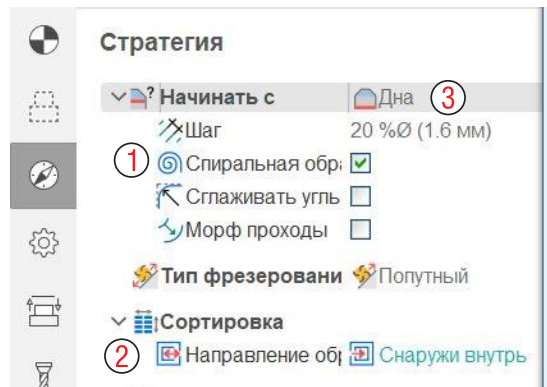 Стратегия
? Начинать с Дна 3
Шаг 20 %Ø (1.6 мм)
1 Спиральная обр
Сглаживать углы
Морф проходы
Тип фрезеровани Попутный
Сортировка
2 Направление обр Снаружи внутрь